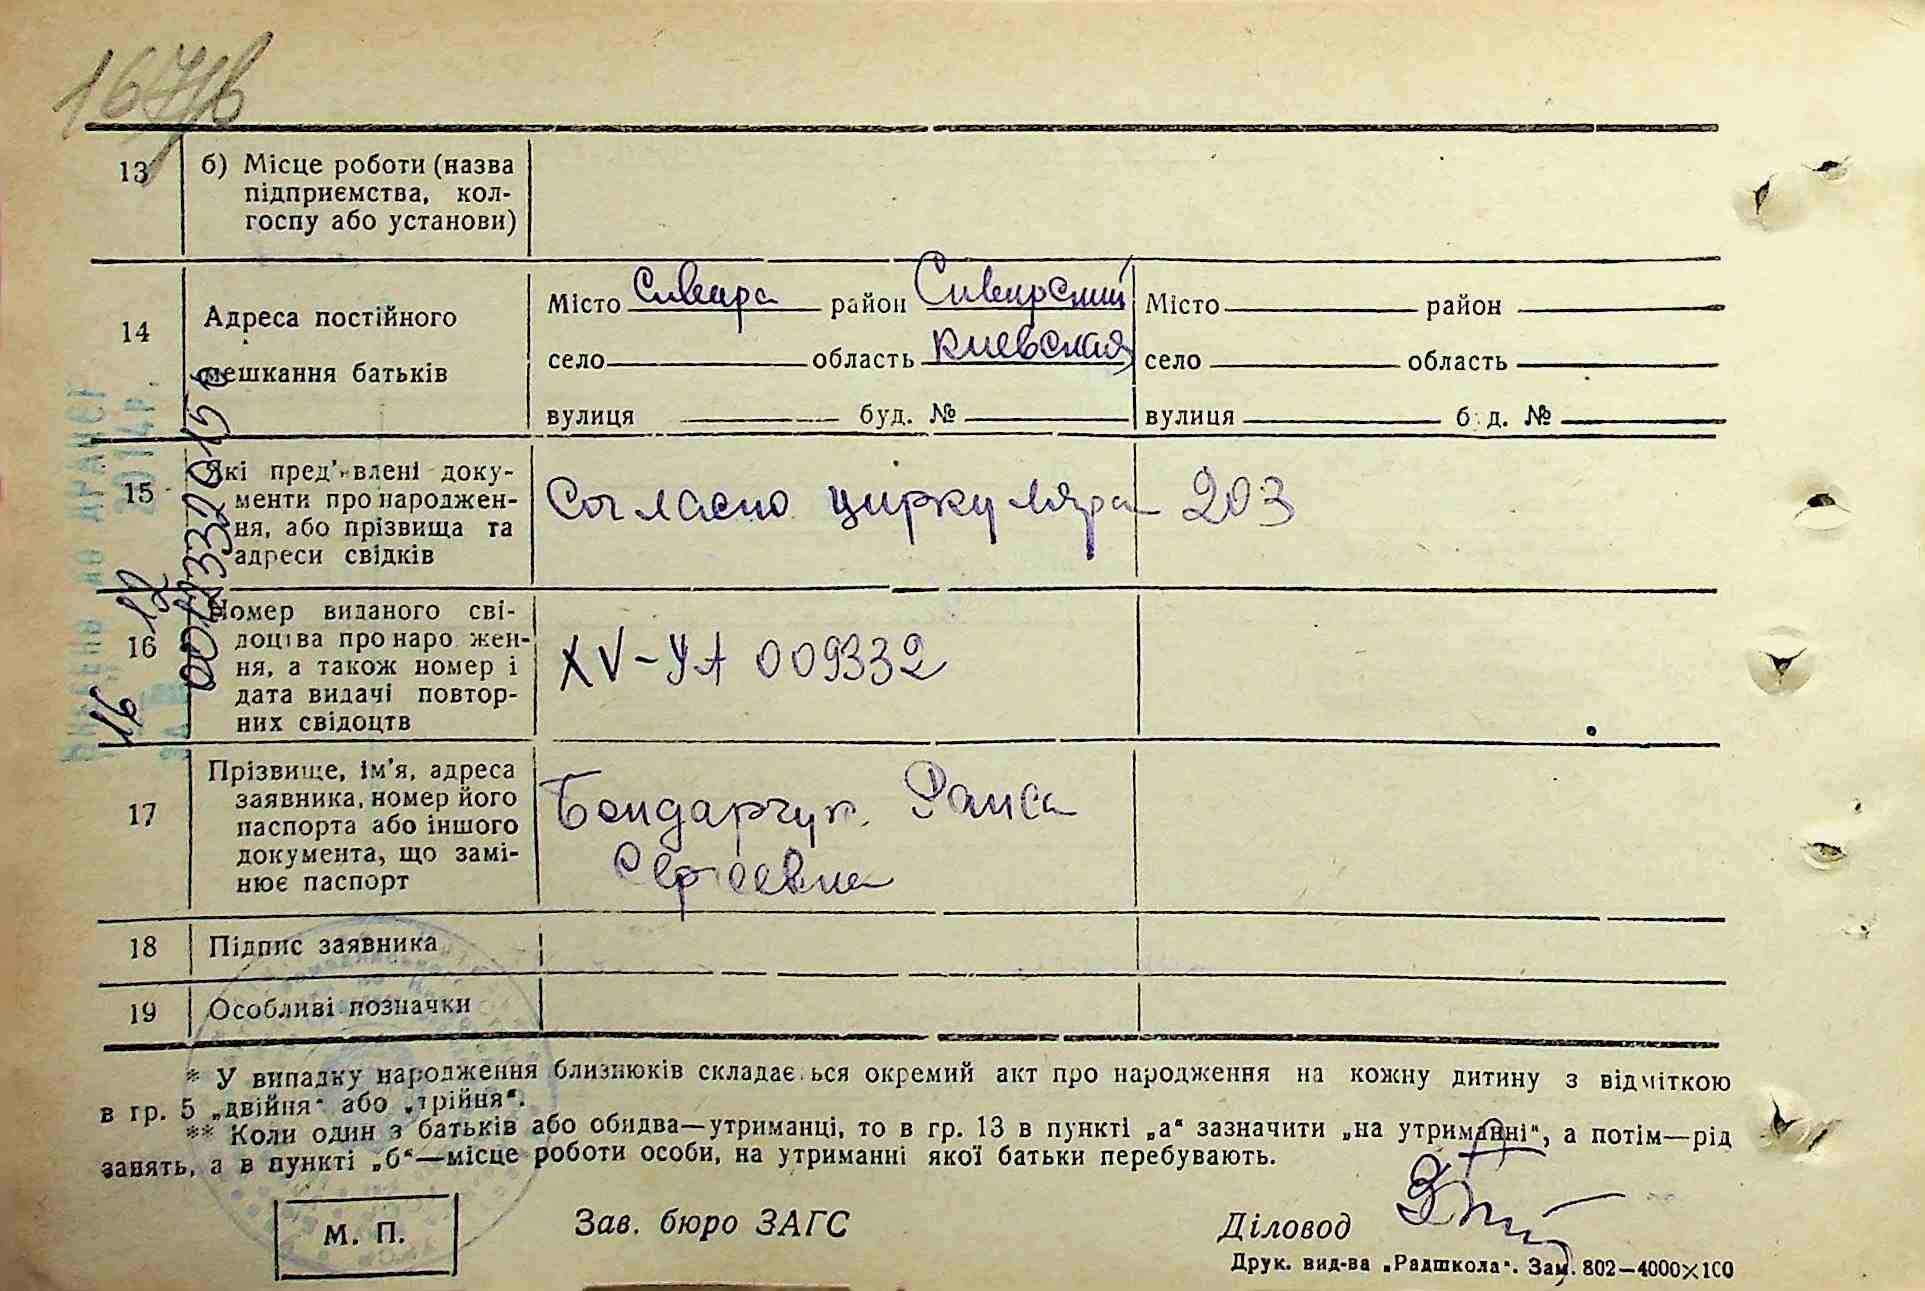 13
б) Місце роботи (назва
підприємства, кол-
госпу або установи)
14
Адреса постійного
мешкання батьків
Місто Сквира район Сквирский
село область Киевская
вулиця буд. №
Місто район
село область
вулиця б д. №
15
Які пред'явлені доку-
менти про народжен-
ня, або прізвища та
адреси свідків
Согласно циркуляра 203
16
Номер виданого сві-
доцтва про народжен-
ня, а також номер і
дата видачі повтор-
них свідоцтв
XV-УА 009332
17
Прізвище, ім'я, адреса
заявника, номер його
паспорта або іншого
документа, що замі-
нює паспорт
Бондарчук Раиса
Сергеевна
18
Підпис заявника
19
Особливі позначки
* У випадку народження близнюків складається окремий акт про народження на кожну дитину з відміткою
в гр. 5 „двійня“ або „трійня“.
** Коли один з батьків або обидва—утриманці, то в гр. 13 в пункті „а“ зазначити „на утриманні“, а потім—рід
занять, а в пункті „б“—місце роботи особи, на утриманні якої батьки перебувають.
М. П.
Зав. бюро ЗАГС
Діловод
Друк. вид-ва „Радшкола“. Зам. 802—4000×100